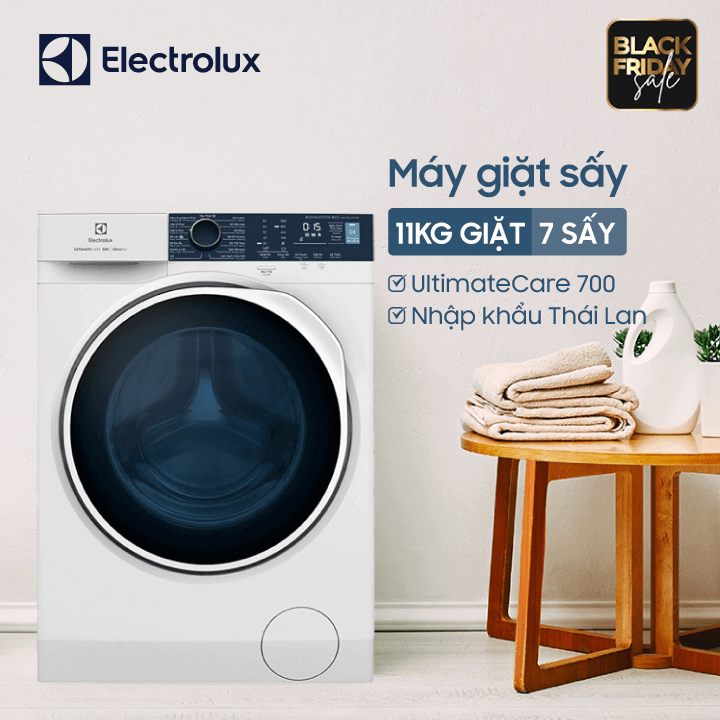 Electrolux
BLACK
FRIDAY
sale
Máy giặt sấy
11KG GIẶT 7 SẤY
UltimateCare 700
Nhập khẩu Thái Lan
Electrolux
0:15